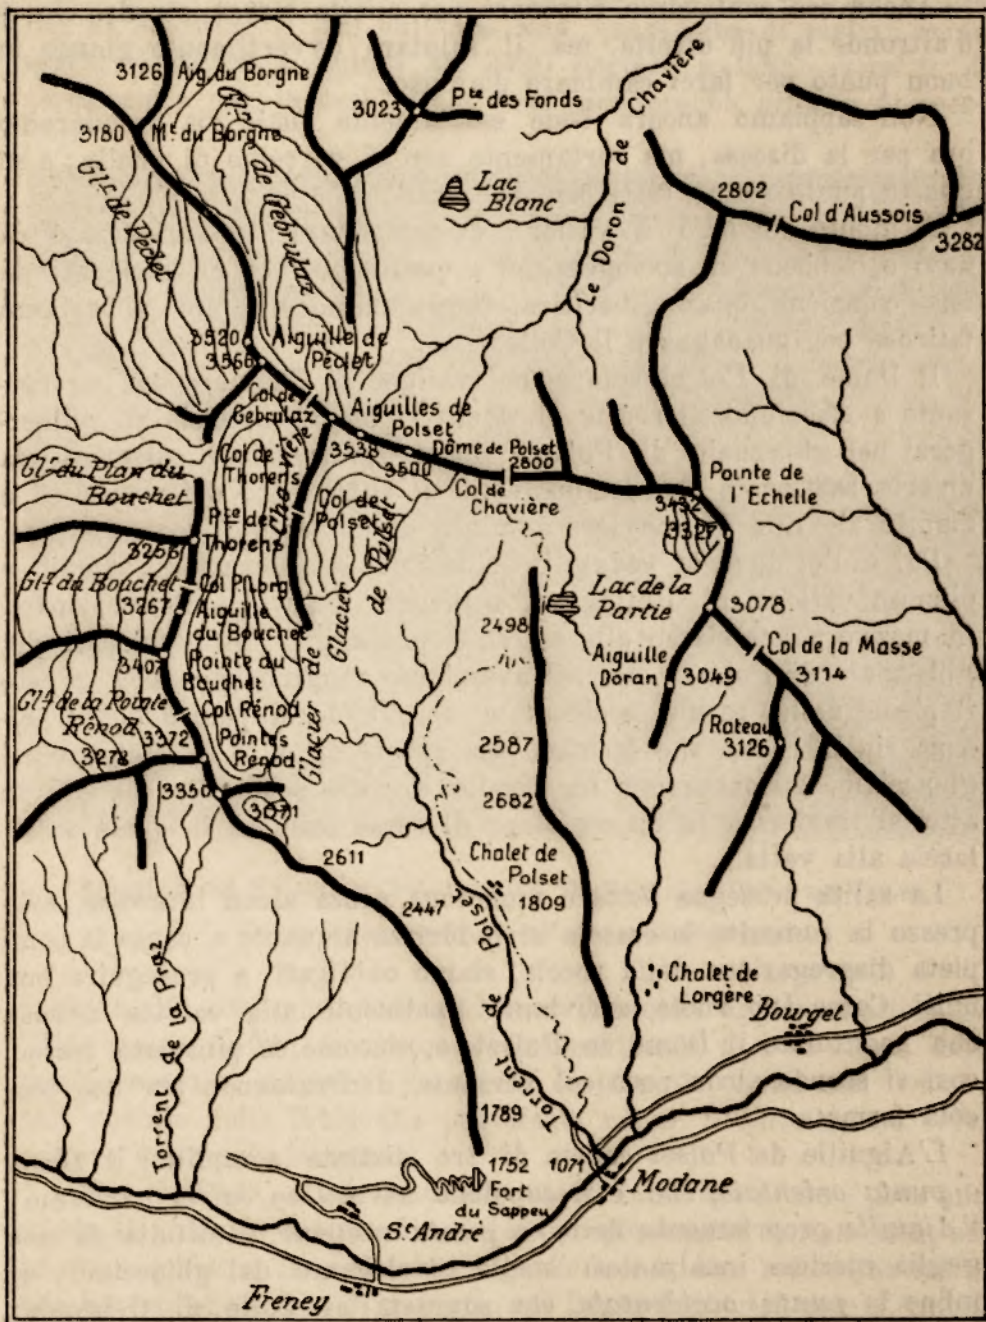 3126 Aig. du Borgne
3180 Mt du Borgne
Glr de Péclet
Glr de Gébrulaz
3023 Pte des Fonds
Lac
Blanc
Le Doron de Chavière
2802
Col d'Aussois
3282
3520
3566
Aiguille de
Péclet
Col de
Gébrulaz
Aiguilles de
Polset
3538
Dôme de Polset
3500
2800
Col de
Chavière
Pointe de
l'Echelle
3432
3327
Glr du Plan du
Bouchet
Col de
Thorens
Chavière
Col de
Polset
Pte de
Thorens
3256
Glr du Bouchet
3267
Aiguille
du Bouchet
3407
Pointe du
Bouchet
Glr de la Pointe
Rénod
Col Rénod
3372
Pointes
Rénod
3278
3350
3071
Glacier de
Glacier de Polset
2498
Lac de la
Partie
3078
Col de la Masse
3114
Aiguille
Doran
3049
Rateau
3126
2587
2682
2611
2447
Chalet de
Polset
1809
Torrent de Polset
Chalet de
Lorgère
Bourget
Torrent de la Praz
1789
1752
Fort
du Sappeu
1071
Modane
St André
Freney